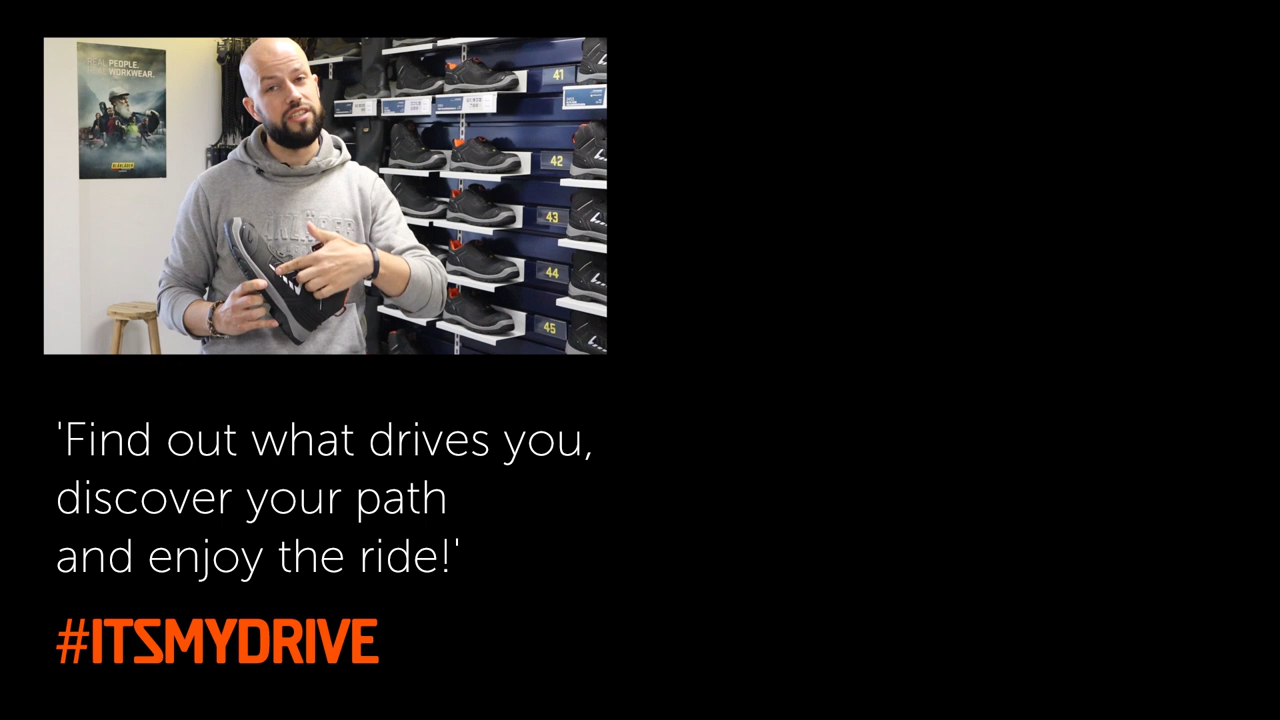 REAL PEOPLE.
REAL WORKWEAR.
BLÅKLÄDER
41
42
43
44
45
'Find out what drives you,
discover your path
and enjoy the ride!'
#ITSMYDRIVE